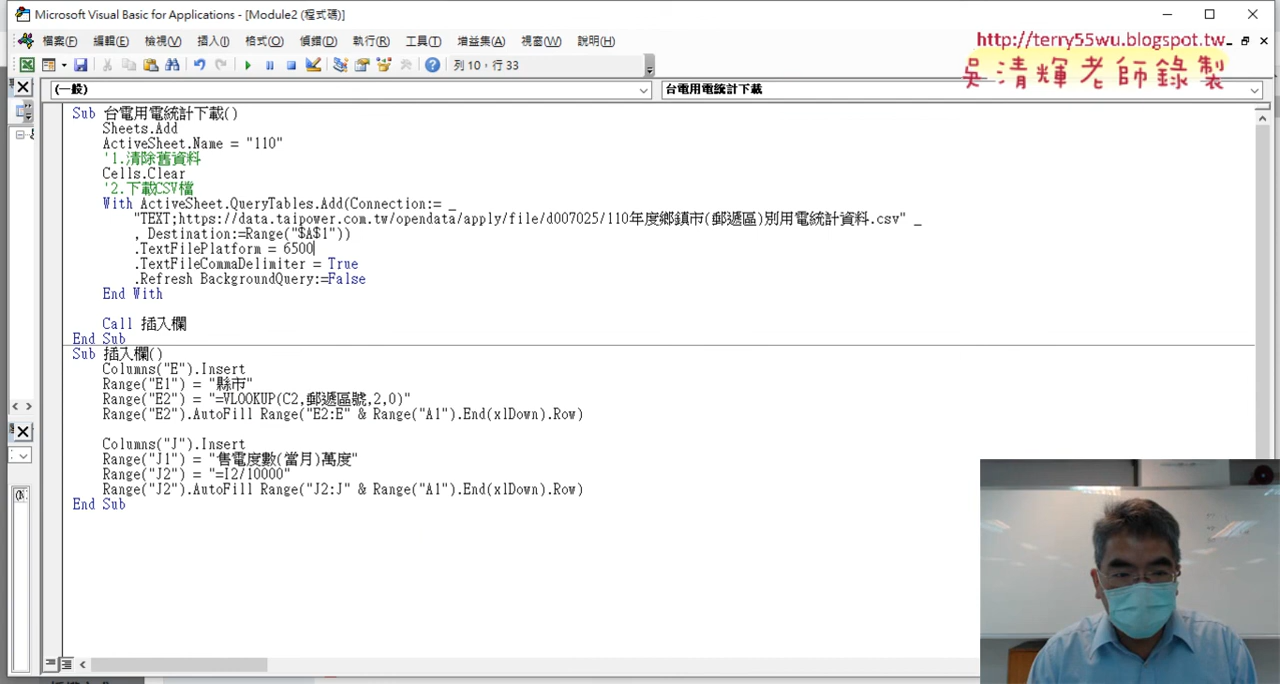 Microsoft Visual Basic for Applications - [Module2 (程式碼)]
檔案(F) 編輯(E) 檢視(V) 插入(I) 格式(O) 偵錯(D) 執行(R) 工具(T) 增益集(A) 視窗(W) 說明(H)
http://terry55wu.blogspot.tw
吳清輝老師錄製
列 10，行 33
(一般)
台電用電統計下載
Sub 台電用電統計下載()
Sheets.Add
ActiveSheet.Name = "110"
'1.清除舊資料
Cells.Clear
'2.下載CSV檔
With ActiveSheet.QueryTables.Add(Connection:= _
"TEXT;https://data.taipower.com.tw/opendata/apply/file/d007025/110年度鄉鎮市(郵遞區)別用電統計資料.csv" _
, Destination:=Range("$A$1"))
.TextFilePlatform = 6500
.TextFileCommaDelimiter = True
.Refresh BackgroundQuery:=False
End With
Call 插入欄
End Sub
Sub 插入欄()
Columns("E").Insert
Range("E1") = "縣市"
Range("E2") = "=VLOOKUP(C2,郵遞區號,2,0)"
Range("E2").AutoFill Range("E2:E" & Range("A1").End(xlDown).Row)
Columns("J").Insert
Range("J1") = "售電度數(當月)萬度"
Range("J2") = "=I2/10000"
Range("J2").AutoFill Range("J2:J" & Range("A1").End(xlDown).Row)
End Sub